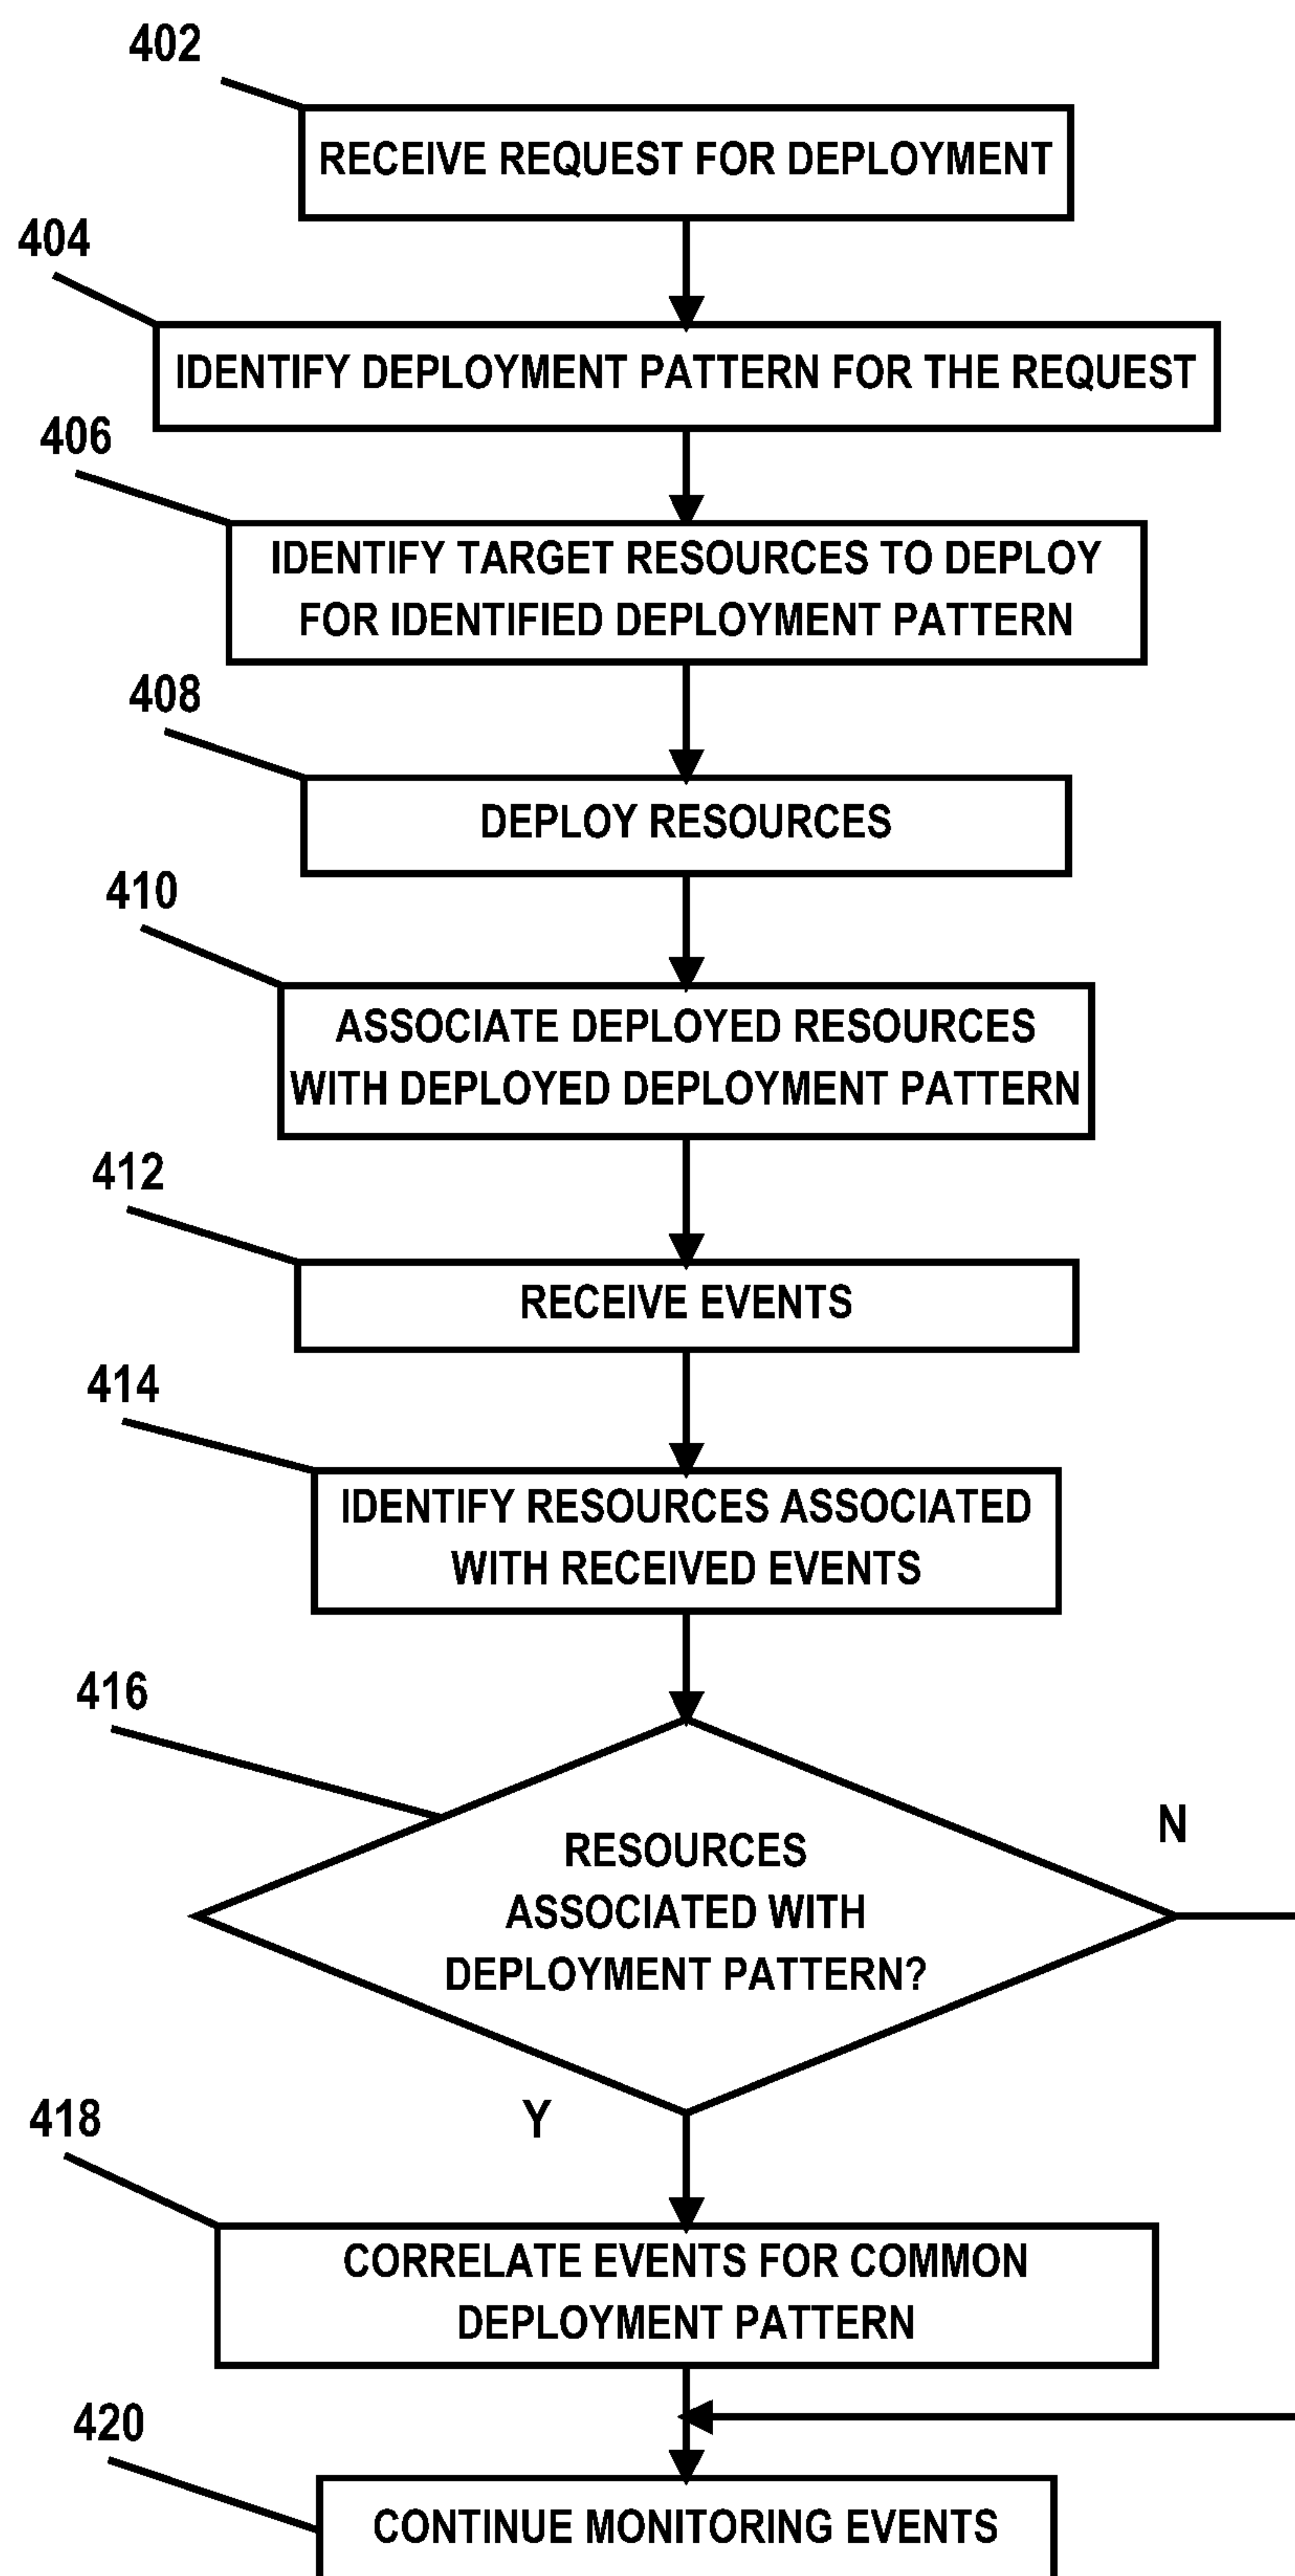 402
RECEIVE REQUEST FOR DEPLOYMENT
404
IDENTIFY DEPLOYMENT PATTERN FOR THE REQUEST
406
IDENTIFY TARGET RESOURCES TO DEPLOY
FOR IDENTIFIED DEPLOYMENT PATTERN
408
DEPLOY RESOURCES
410
ASSOCIATE DEPLOYED RESOURCES
WITH DEPLOYED DEPLOYMENT PATTERN
412
RECEIVE EVENTS
414
IDENTIFY RESOURCES ASSOCIATED
WITH RECEIVED EVENTS
416
RESOURCES
ASSOCIATED WITH
DEPLOYMENT PATTERN?
N
Y
418
CORRELATE EVENTS FOR COMMON
DEPLOYMENT PATTERN
420
CONTINUE MONITORING EVENTS